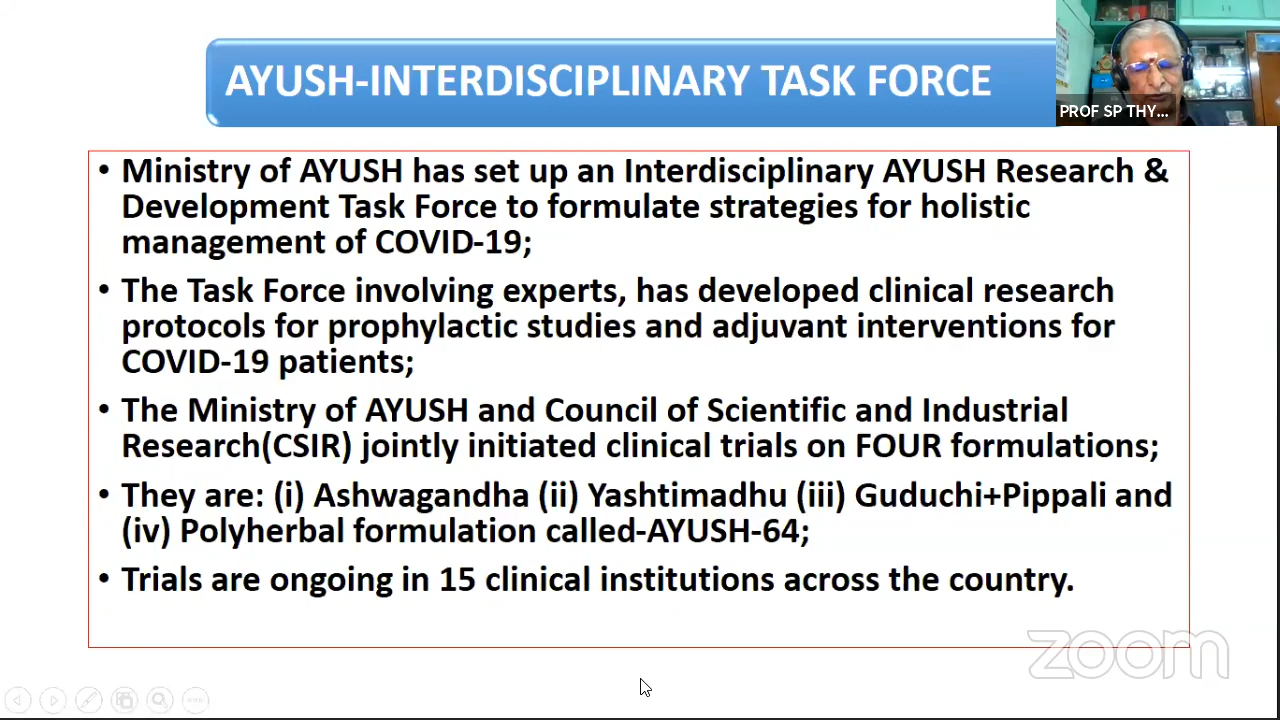 AYUSH-INTERDISCIPLINARY TASK FORCE
PROF SP THY...
• Ministry of AYUSH has set up an Interdisciplinary AYUSH Research &
Development Task Force to formulate strategies for holistic
management of COVID-19;
• The Task Force involving experts, has developed clinical research
protocols for prophylactic studies and adjuvant interventions for
COVID-19 patients;
• The Ministry of AYUSH and Council of Scientific and Industrial
Research(CSIR) jointly initiated clinical trials on FOUR formulations;
• They are: (i) Ashwagandha (ii) Yashtimadhu (iii) Guduchi+Pippali and
(iv) Polyherbal formulation called-AYUSH-64;
• Trials are ongoing in 15 clinical institutions across the country.
zoom